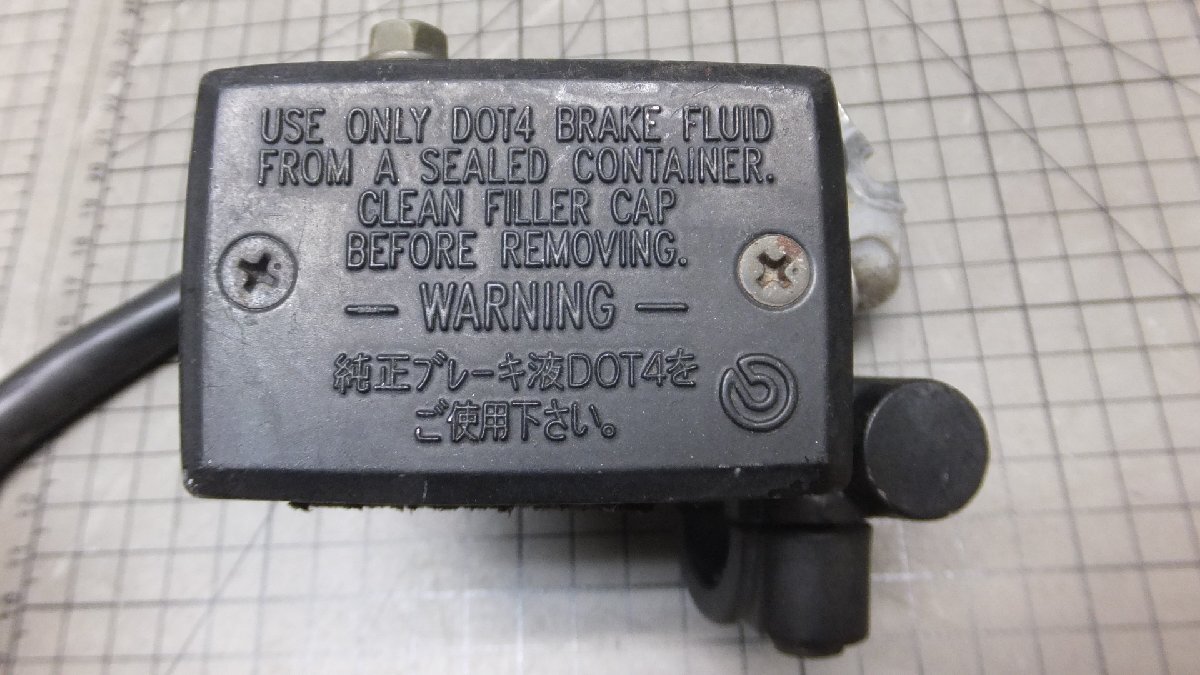 USE ONLY DOT4 BRAKE FLUID
FROM A SEALED CONTAINER.
CLEAN FILLER CAP
BEFORE REMOVING.
— WARNING —
純正ブレーキ液DOT4を
ご使用下さい。